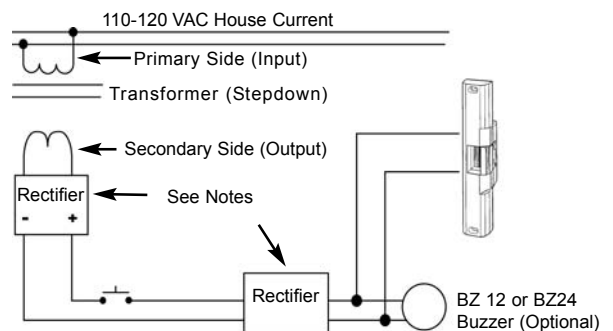 110-120 VAC House Current
Primary Side (Input)
Transformer (Stepdown)
Secondary Side (Output)
Rectifier
See Notes
- +
Rectifier
BZ 12 or BZ24
Buzzer (Optional)